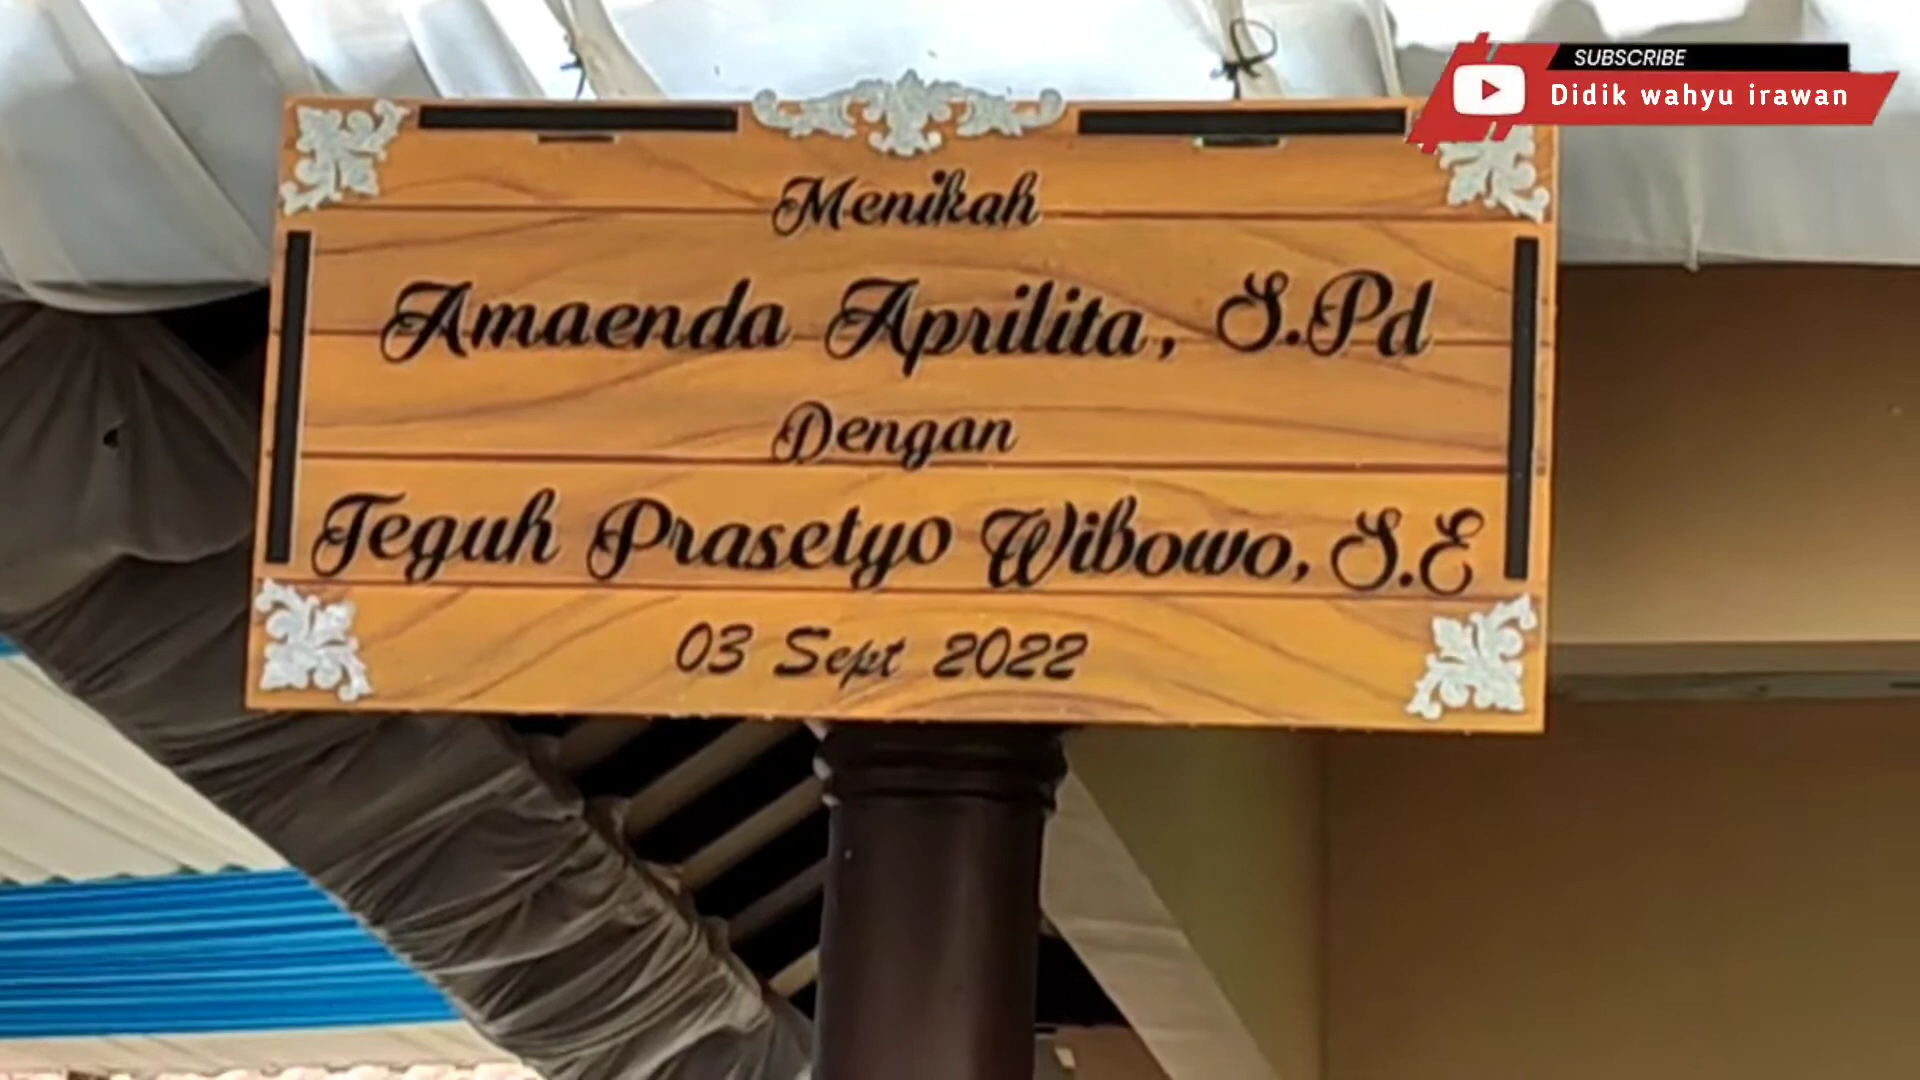 SUBSCRIBE
Didik wahyu irawan
Menikah
Amaenda Aprilita, S.Pd
Dengan
Teguh Prasetyo Wibowo, S.E
03 Sept 2022